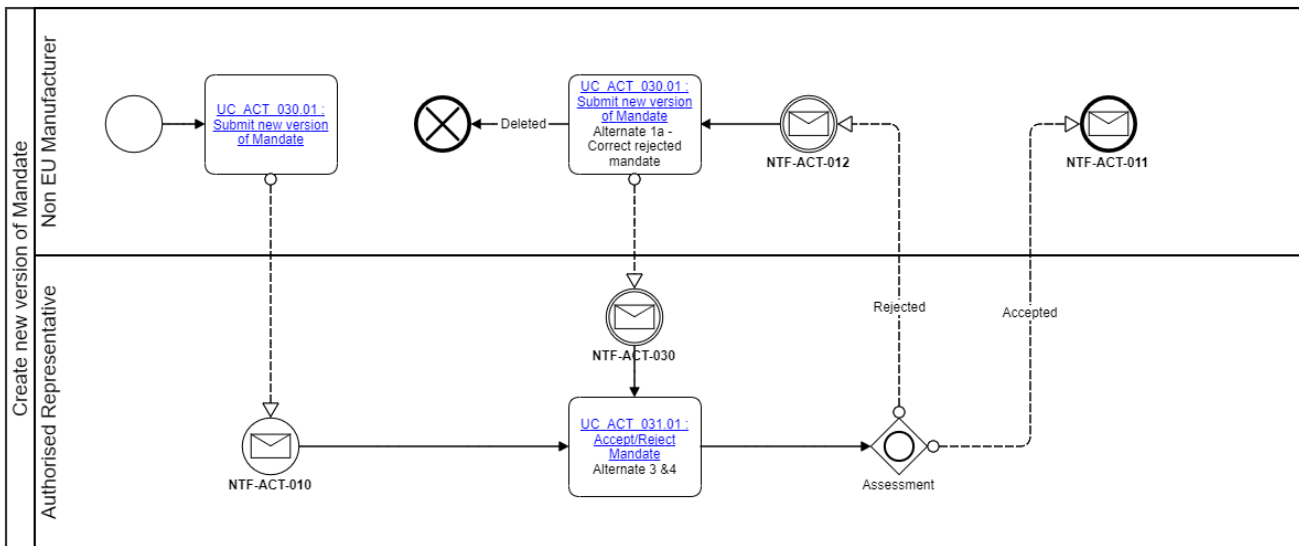 Create new version of Mandate
Non EU Manufacturer
UC_ACT_030.01 :
Submit new version
of Mandate
Deleted
UC_ACT_030.01 :
Submit new version
of Mandate
Alternate 1a -
Correct rejected
mandate
NTF-ACT-012
NTF-ACT-011
Authorised Representative
NTF-ACT-030
Rejected
Accepted
NTF-ACT-010
UC_ACT_031.01 :
Accept/Reject
Mandate
Alternate 3 &4
Assessment